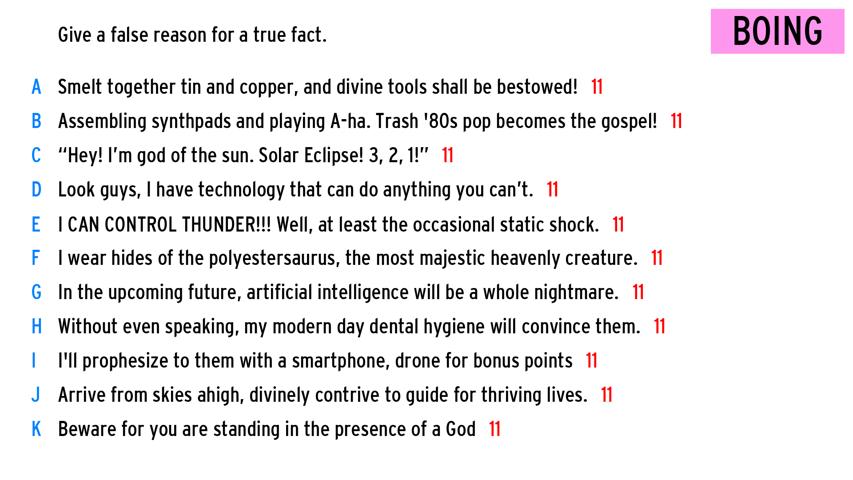 Give a false reason for a true fact.
BOING
A Smelt together tin and copper, and divine tools shall be bestowed! 11
B Assembling synthpads and playing A-ha. Trash '80s pop becomes the gospel! 11
C “Hey! I’m god of the sun. Solar Eclipse! 3, 2, 1!” 11
D Look guys, I have technology that can do anything you can’t. 11
E I CAN CONTROL THUNDER!!! Well, at least the occasional static shock. 11
F I wear hides of the polyestersaurus, the most majestic heavenly creature. 11
G In the upcoming future, artificial intelligence will be a whole nightmare. 11
H Without even speaking, my modern day dental hygiene will convince them. 11
I I'll prophesize to them with a smartphone, drone for bonus points 11
J Arrive from skies ahigh, divinely contrive to guide for thriving lives. 11
K Beware for you are standing in the presence of a God 11